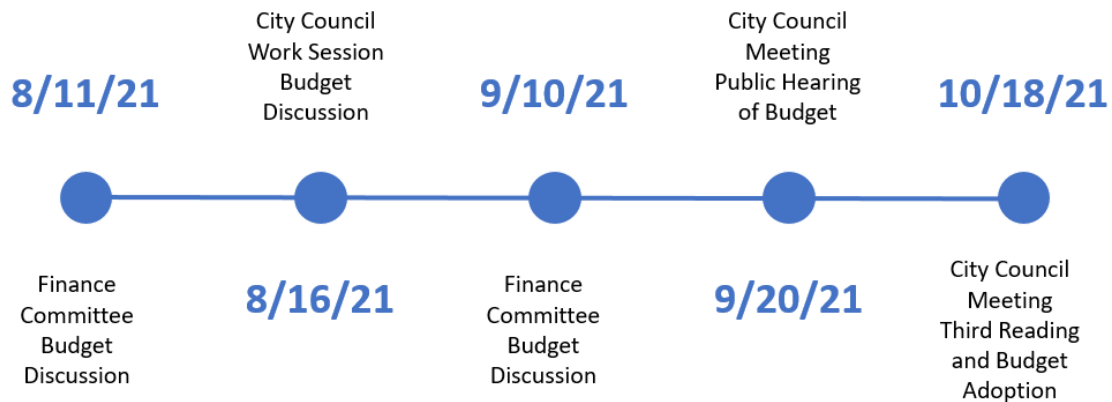 8/11/21
Finance
Committee
Budget
Discussion
City Council
Work Session
Budget
Discussion
8/16/21
9/10/21
Finance
Committee
Budget
Discussion
City Council
Meeting
Public Hearing
of Budget
9/20/21
10/18/21
City Council
Meeting
Third Reading
and Budget
Adoption